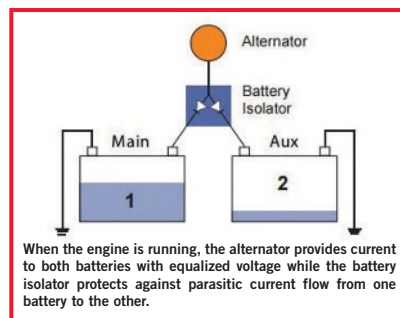 Alternator
Battery
Isolator
Main
Aux
1
2
When the engine is running, the alternator provides current
to both batteries with equalized voltage while the battery
isolator protects against parasitic current flow from one
battery to the other.